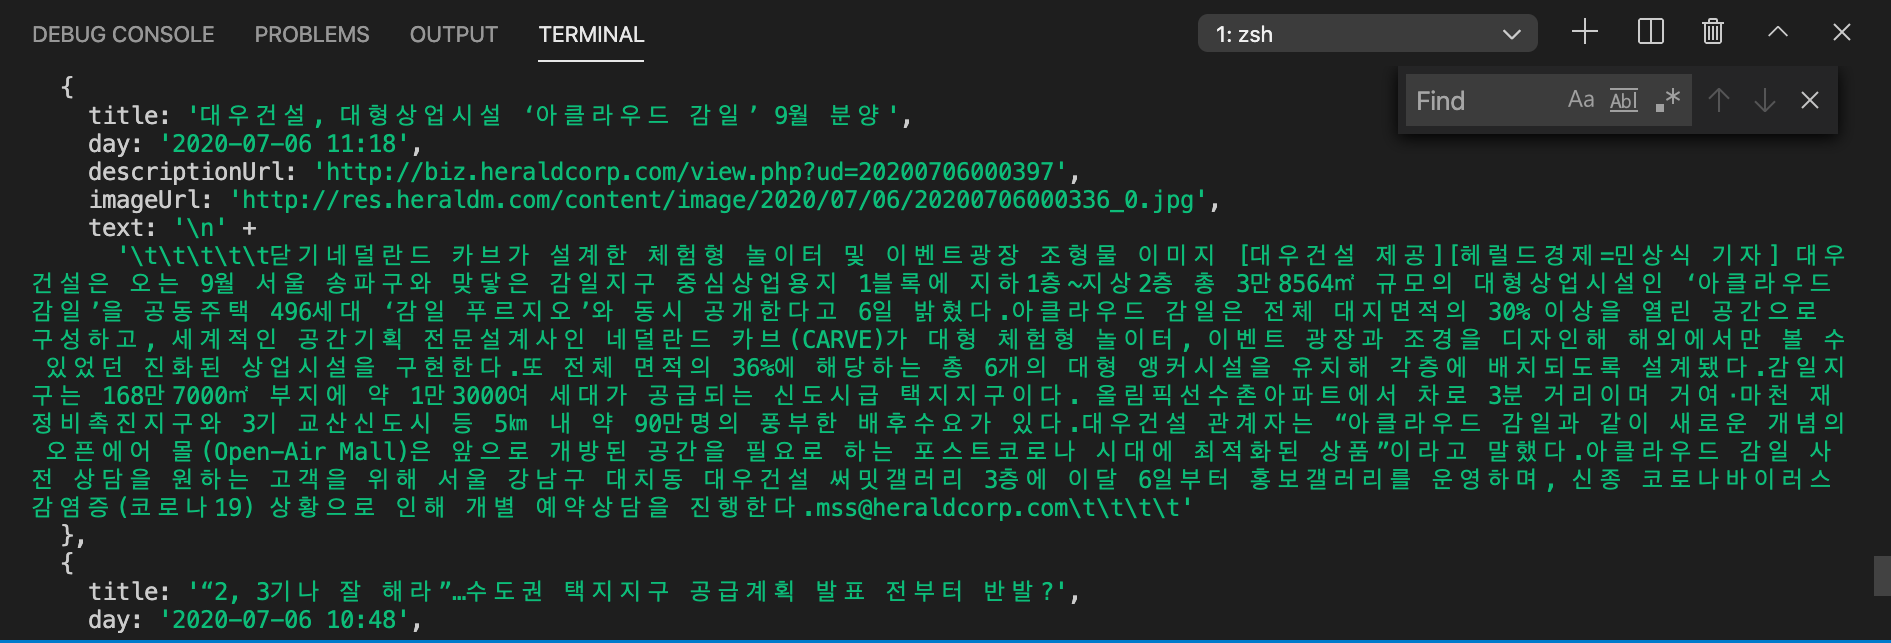 DEBUG CONSOLE PROBLEMS OUTPUT TERMINAL 1: zsh
Find Aa Abl .*
{
title: '대우건설, 대형상업시설 ‘아클라우드 감일’ 9월 분양',
day: '2020-07-06 11:18',
descriptionUrl: 'http://biz.heraldcorp.com/view.php?ud=20200706000397',
imageUrl: 'http://res.heraldm.com/content/image/2020/07/06/20200706000336_0.jpg',
text: '\n' +
'\t\t\t\t\t닫기네덜란드 카브가 설계한 체험형 놀이터 및 이벤트광장 조형물 이미지 [대우건설 제공][헤럴드경제=민상식 기자] 대우
건설은 오는 9월 서울 송파구와 맞닿은 감일지구 중심상업용지 1블록에 지하1층~지상2층 총 3만8564㎡ 규모의 대형상업시설인 ‘아클라우드
감일’을 공동주택 496세대 ‘감일 푸르지오’와 동시 공개한다고 6일 밝혔다.아클라우드 감일은 전체 대지면적의 30% 이상을 열린 공간으로
구성하고, 세계적인 공간기획 전문설계사인 네덜란드 카브(CARVE)가 대형 체험형 놀이터, 이벤트 광장과 조경을 디자인해 해외에서만 볼 수
있었던 진화된 상업시설을 구현한다.또 전체 면적의 36%에 해당하는 총 6개의 대형 앵커시설을 유치해 각층에 배치되도록 설계됐다.감일지
구는 168만7000㎡ 부지에 약 1만3000여 세대가 공급되는 신도시급 택지지구이다. 올림픽선수촌아파트에서 차로 3분 거리이며 거여·마천 재
정비촉진지구와 3기 교산신도시 등 5㎞ 내 약 90만명의 풍부한 배후수요가 있다.대우건설 관계자는 “아클라우드 감일과 같이 새로운 개념의
오픈에어 몰(Open-Air Mall)은 앞으로 개방된 공간을 필요로 하는 포스트코로나 시대에 최적화된 상품”이라고 말했다.아클라우드 감일 사
전 상담을 원하는 고객을 위해 서울 강남구 대치동 대우건설 써밋갤러리 3층에 이달 6일부터 홍보갤러리를 운영하며, 신종 코로나바이러스
감염증(코로나19) 상황으로 인해 개별 예약상담을 진행한다.mss@heraldcorp.com\t\t\t\t'
},
{
title: '“2, 3기나 잘 해라”…수도권 택지지구 공급계획 발표 전부터 반발?',
day: '2020-07-06 10:48',